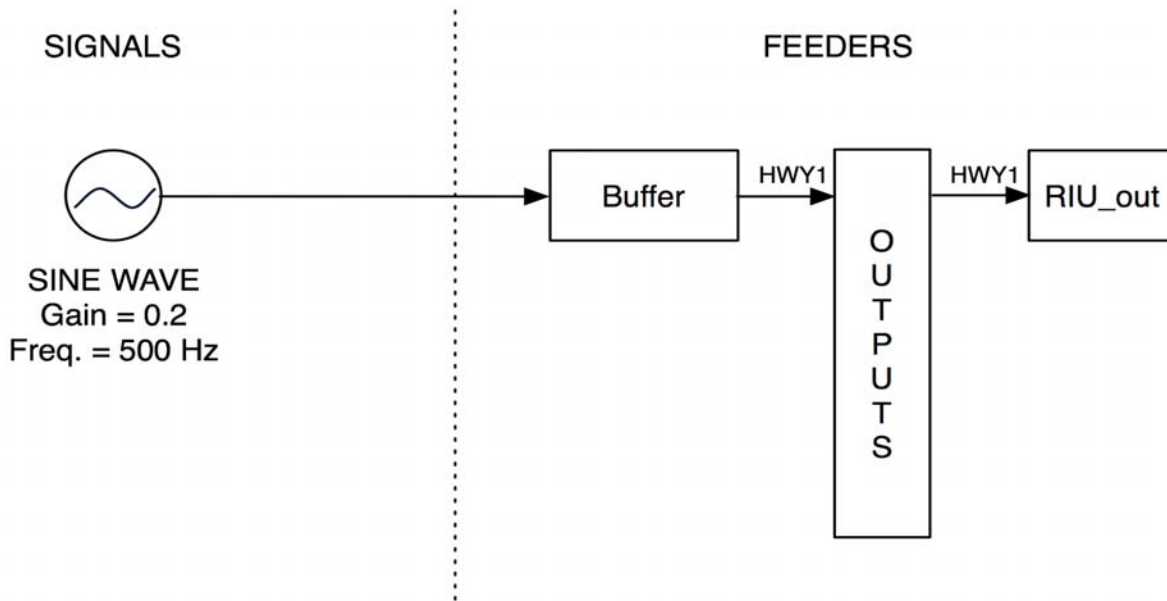 SIGNALS
FEEDERS
SINE WAVE
Gain = 0.2
Freq. = 500 Hz
Buffer
HWY1
O
U
T
P
U
T
S
HWY1
RIU_out